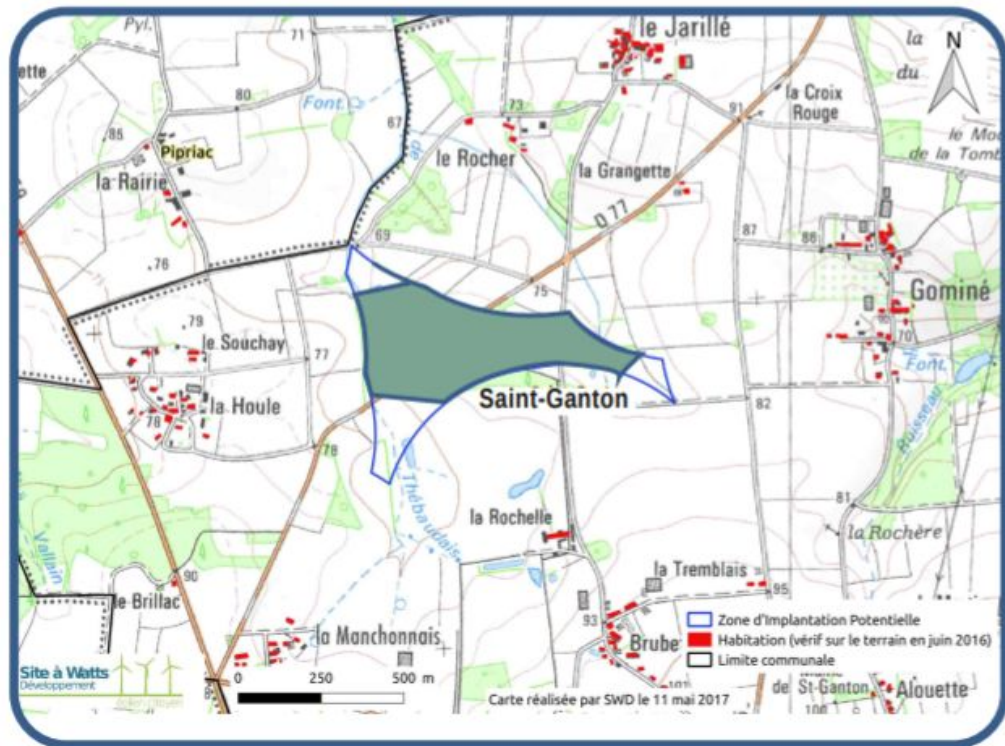 Pyl.
71
le Jarillé
la
du
N
ette
80
Font.
67
73
91
la Croix
Rouge
85
Pipriac
de
le Rocher
la Grangette
le Mou
de la Tomb
la Rairie
D 77
69
87
88
76
75
Gominé
79
70
le Souchay
77
Font.
Saint-Ganton
la Houle
82
78
78
Ruisseau
Thébaudais
81
la Rochelle
la Rochère
Vallain
la Tremblais
90
95
le Brillac
93
Zone d'Implantation Potentielle
Habitation (vérif sur le terrain en juin 2016)
Limite communale
la Manchonnais
Brube
Site à Watts
Développement
0 250 500 m
Carte réalisée par SWD le 11 mai 2017
de St-Ganton
Alouette
100